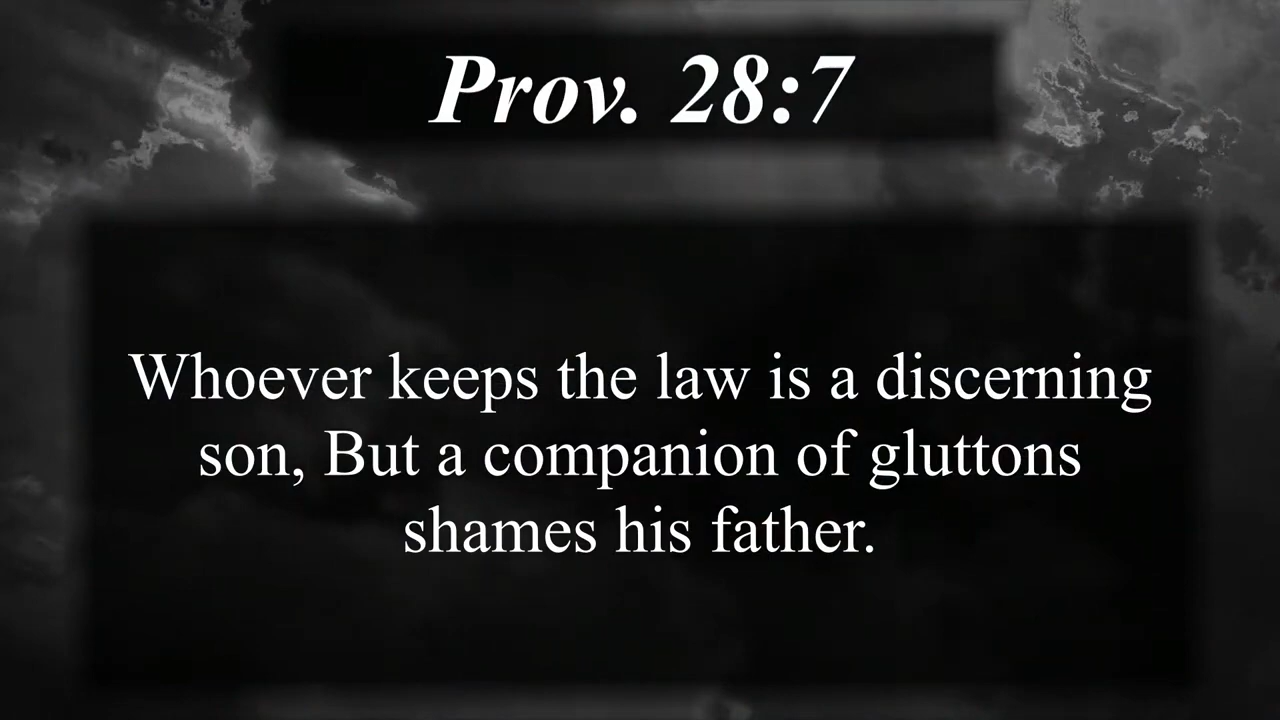 Prov. 28:7
Whoever keeps the law is a discerning
son, But a companion of gluttons
shames his father.